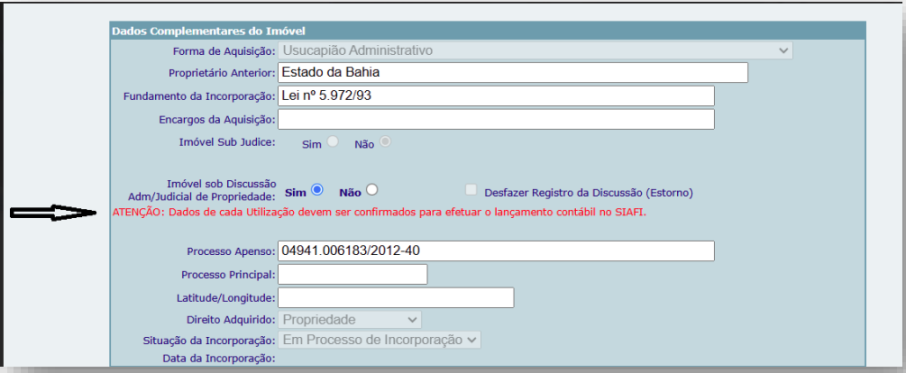 Dados Complementares do Imóvel
Forma de Aquisição: Usucapião Administrativo
Proprietário Anterior: Estado da Bahia
Fundamento da Incorporação: Lei nº 5.972/93
Encargos da Aquisição:
Imóvel Sub Judice: Sim Não
Imóvel sob Discussão
Adm/Judicial de Propriedade: Sim Não Desfazer Registro da Discussão (Estorno)
ATENÇÃO: Dados de cada Utilização devem ser confirmados para efetuar o lançamento contábil no SIAFI.
Processo Apenso: 04941.006183/2012-40
Processo Principal:
Latitude/Longitude:
Direito Adquirido: Propriedade
Situação da Incorporação: Em Processo de Incorporação
Data da Incorporação: